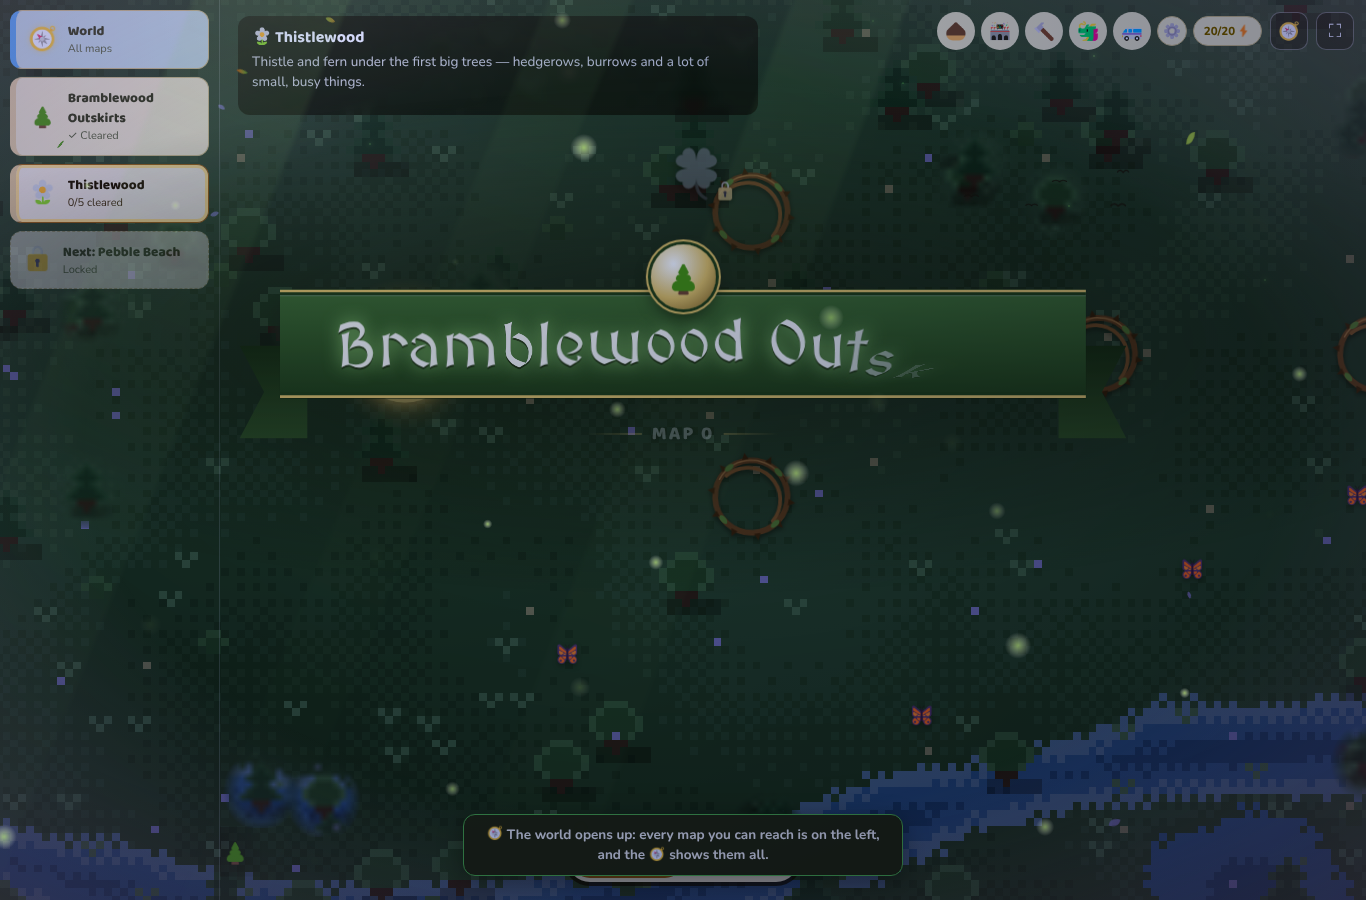 World
All maps
Bramblewood
Outskirts
✓ Cleared
Thistlewood
0/5 cleared
Next: Pebble Beach
Locked
Thistlewood
Thistle and fern under the first big trees — hedgerows, burrows and a lot of
small, busy things.
20/20
Bramblewood Outsk
MAP 0
The world opens up: every map you can reach is on the left,
and the shows them all.